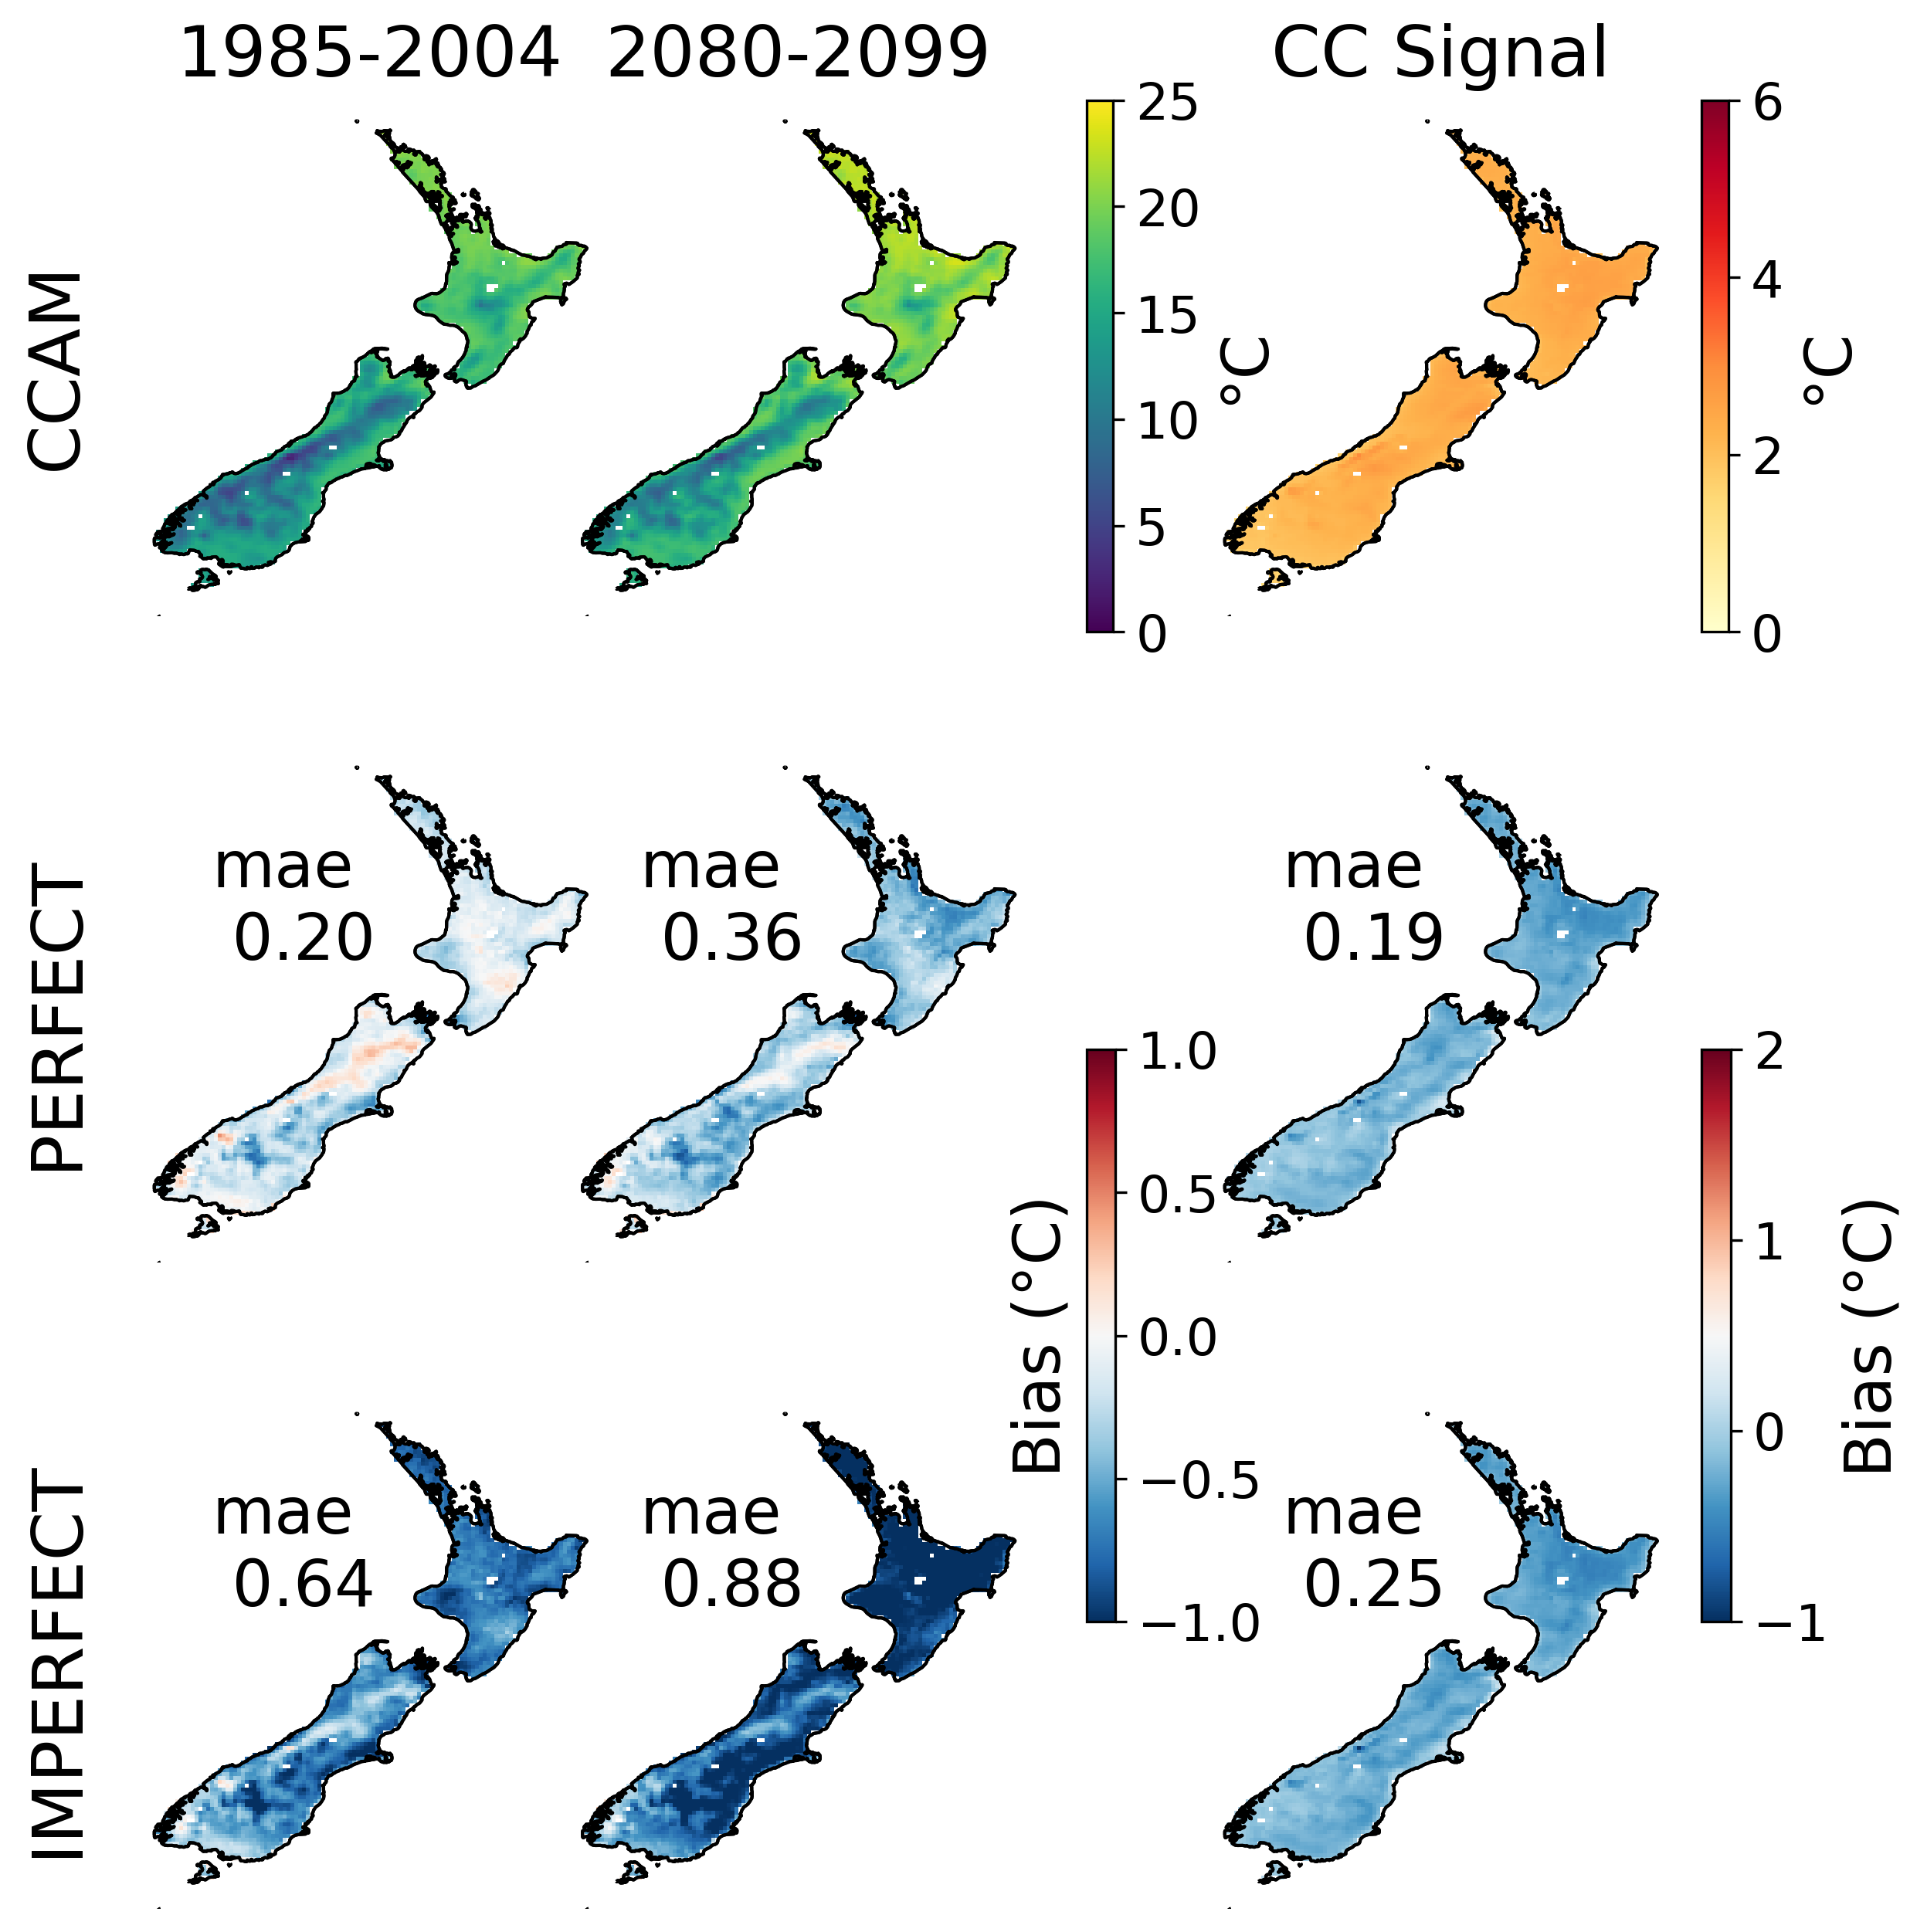 1985-2004
2080-2099
CC Signal
CCAM
25
20
15
10
5
0
°C
6
4
2
0
°C
PERFECT
mae
0.20
mae
0.36
mae
0.19
IMPERFECT
mae
0.64
mae
0.88
mae
0.25
Bias (°C)
1.0
0.5
0.0
−0.5
−1.0
2
1
0
−1
Bias (°C)